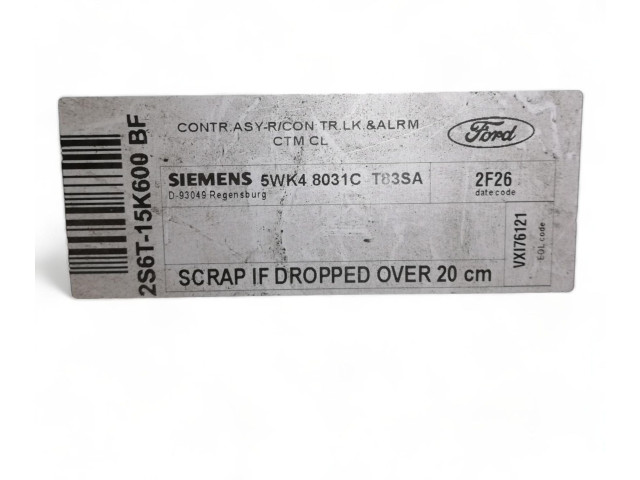 CONTR.ASY-R/CON TR.LK.&ALRM
CTM CL
Ford
SIEMENS 5WK4 8031C T83SA
D-93049 Regensburg
2F26
datecode
VXI76121
EOL code
SCRAP IF DROPPED OVER 20 cm
2S6T-15K600 BF